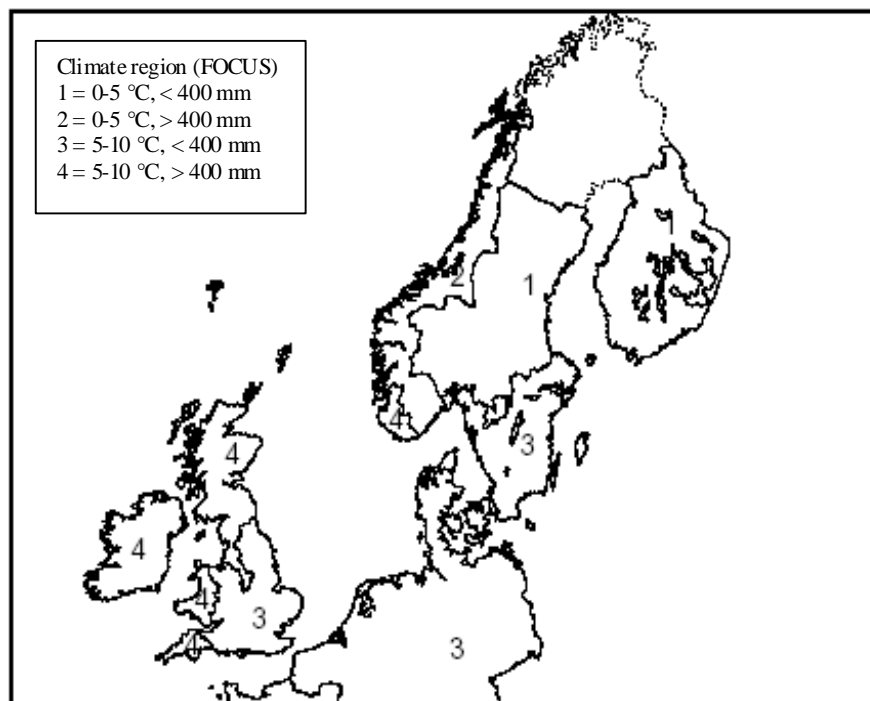 Climate region (FOCUS)
1 = 0-5 °C, < 400 mm
2 = 0-5 °C, > 400 mm
3 = 5-10 °C, < 400 mm
4 = 5-10 °C, > 400 mm
1
2
1
4
3
4
4
4
3
4
3